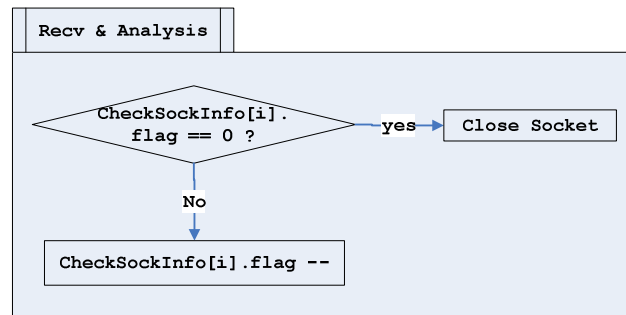 Recv & Analysis
CheckSockInfo[i].
flag == 0 ?
yes
Close Socket
No
CheckSockInfo[i].flag --